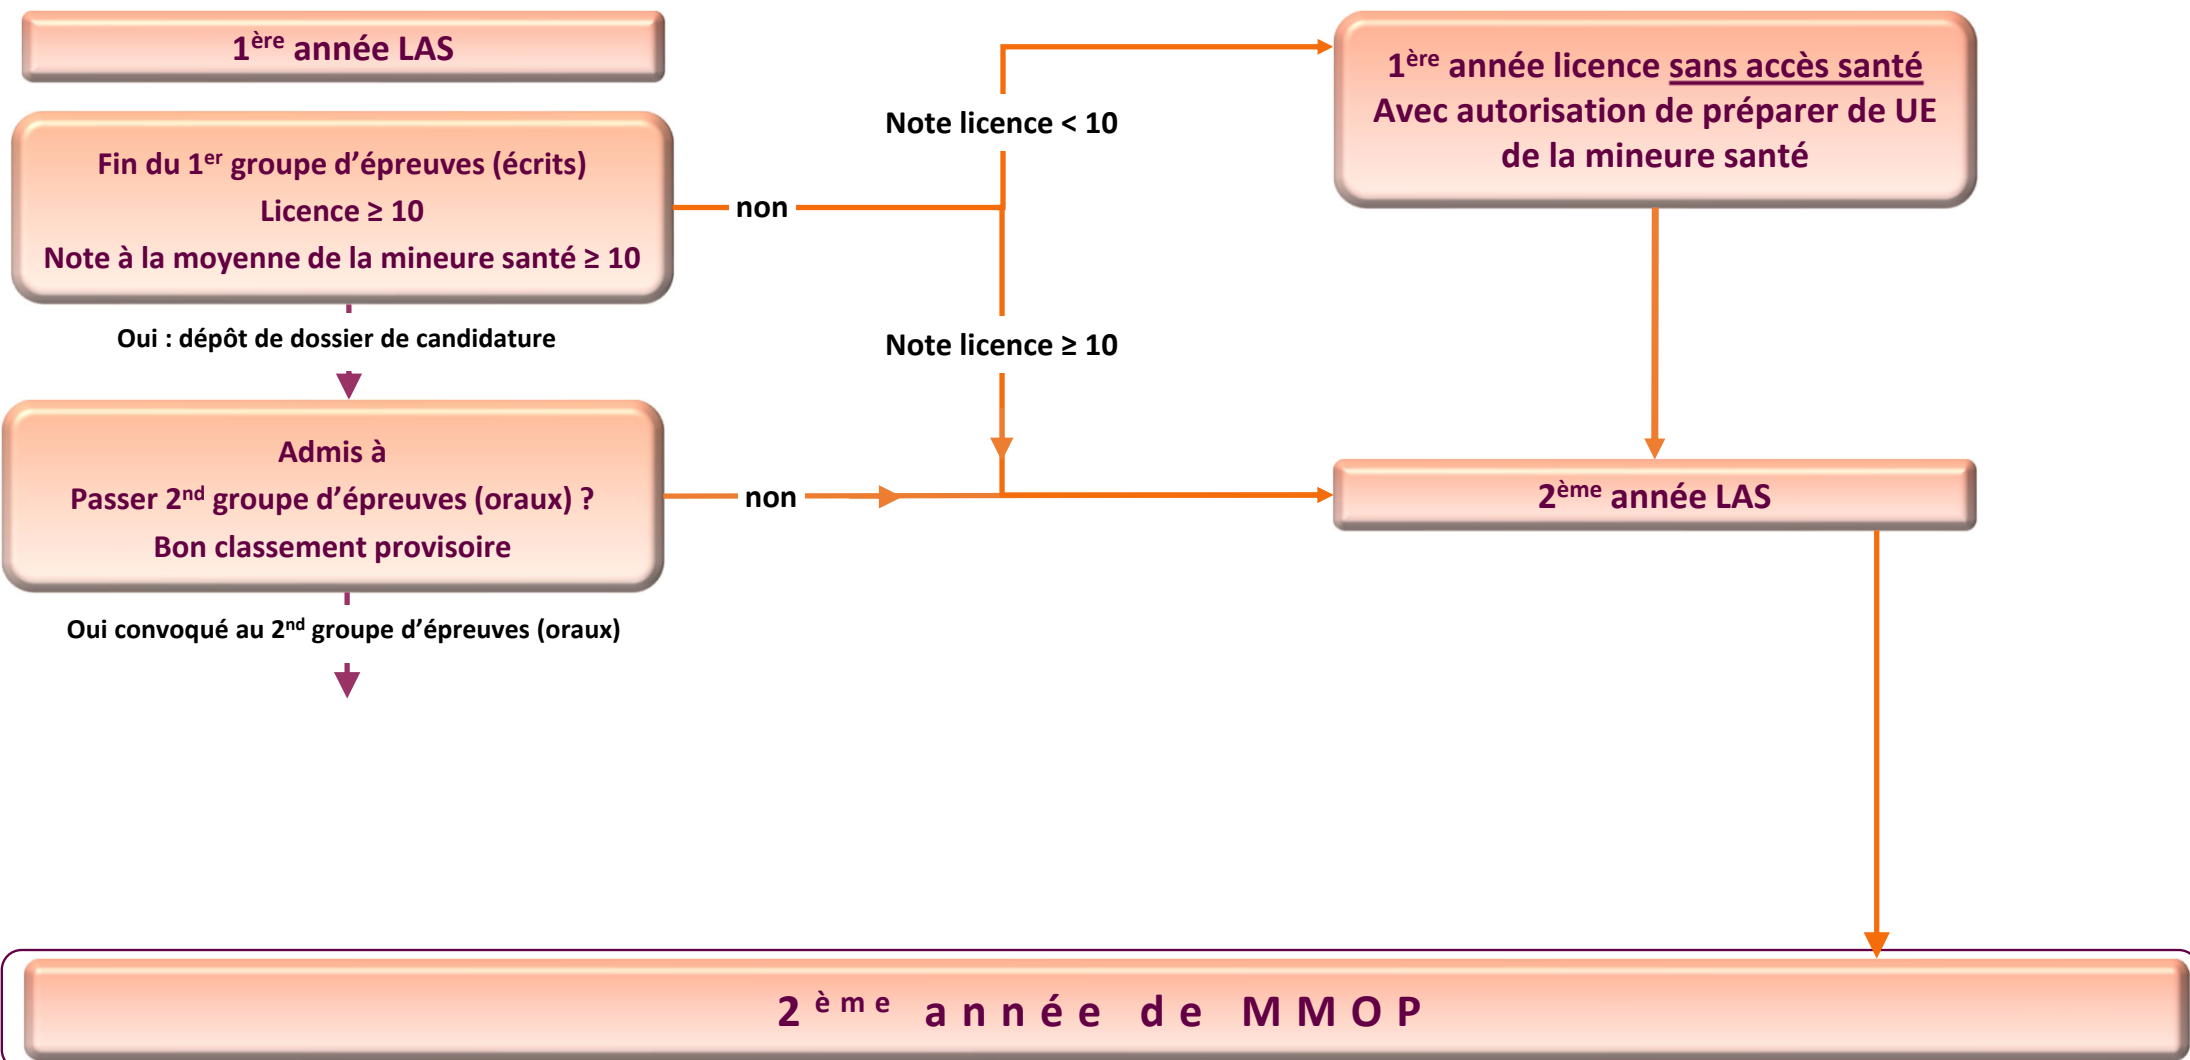 1ère année LAS
Fin du 1er groupe d'épreuves (écrits)
Licence ≥ 10
Note à la moyenne de la mineure santé ≥ 10
non
Note licence < 10
1ère année licence sans accès santé
Avec autorisation de préparer de UE
de la mineure santé
Oui : dépôt de dossier de candidature
Note licence ≥ 10
Admis à
Passer 2nd groupe d'épreuves (oraux) ?
Bon classement provisoire
non
2ème année LAS
Oui convoqué au 2nd groupe d'épreuves (oraux)
2ème année de MMOP